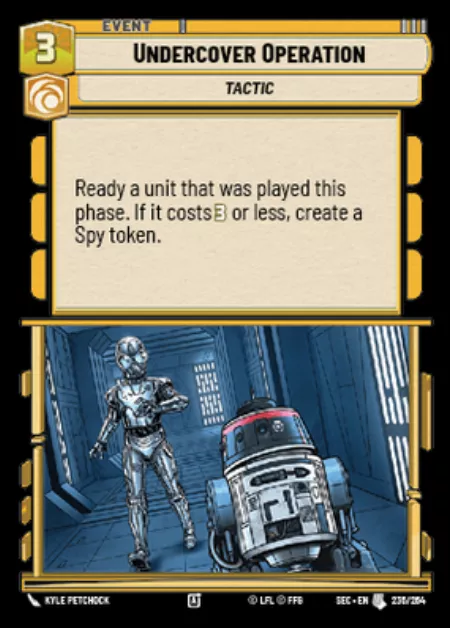 EVENT
3
UNDERCOVER OPERATION
TACTIC
Ready a unit that was played this
phase. If it costs 3 or less, create a
Spy token.
KYLE PETCHOCK
© LFL © FFG
SEC • EN